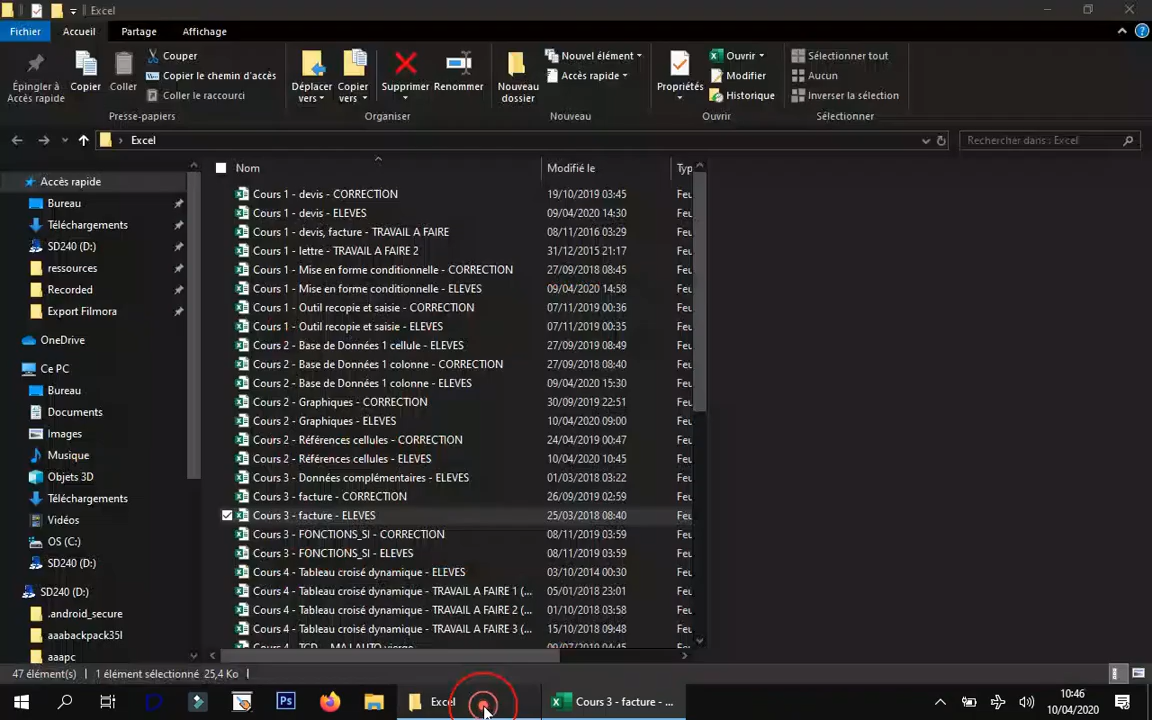 Excel
Fichier Accueil Partage Affichage
Épingler à Accès rapide
Copier
Coller
Couper
Copier le chemin d'accès
Coller le raccourci
Presse-papiers
Déplacer vers
Copier vers
Supprimer
Renommer
Organiser
Nouveau dossier
Nouvel élément
Accès rapide
Nouveau
Propriétés
Ouvrir
Modifier
Historique
Ouvrir
Sélectionner tout
Aucun
Inverser la sélection
Sélectionner
Excel
Rechercher dans : Excel
Accès rapide
Bureau
Téléchargements
SD240 (D:)
ressources
Recorded
Export Filmora
OneDrive
Ce PC
Bureau
Documents
Images
Musique
Objets 3D
Téléchargements
Vidéos
OS (C:)
SD240 (D:)
SD240 (D:)
.android_secure
aaabackpack35l
aaapc
Nom Modifié le Typ
Cours 1 - devis - CORRECTION 19/10/2019 03:45 Feu
Cours 1 - devis - ELEVES 09/04/2020 14:30 Feu
Cours 1 - devis, facture - TRAVAIL A FAIRE 08/11/2016 03:29 Feu
Cours 1 - lettre - TRAVAIL A FAIRE 2 31/12/2015 21:17 Feu
Cours 1 - Mise en forme conditionnelle - CORRECTION 27/09/2018 08:45 Feu
Cours 1 - Mise en forme conditionnelle - ELEVES 09/04/2020 14:58 Feu
Cours 1 - Outil recopie et saisie - CORRECTION 07/11/2019 00:36 Feu
Cours 1 - Outil recopie et saisie - ELEVES 07/11/2019 00:35 Feu
Cours 2 - Base de Données 1 cellule - ELEVES 27/09/2019 08:49 Feu
Cours 2 - Base de Données 1 colonne - CORRECTION 27/09/2018 08:40 Feu
Cours 2 - Base de Données 1 colonne - ELEVES 09/04/2020 15:30 Feu
Cours 2 - Graphiques - CORRECTION 30/09/2019 22:51 Feu
Cours 2 - Graphiques - ELEVES 10/04/2020 09:00 Feu
Cours 2 - Références cellules - CORRECTION 24/04/2019 00:47 Feu
Cours 2 - Références cellules - ELEVES 10/04/2020 10:45 Feu
Cours 3 - Données complémentaires - ELEVES 01/03/2018 03:22 Feu
Cours 3 - facture - CORRECTION 26/09/2019 02:59 Feu
Cours 3 - facture - ELEVES 25/03/2018 08:40 Feu
Cours 3 - FONCTIONS_SI - CORRECTION 08/11/2019 03:59 Feu
Cours 3 - FONCTIONS_SI - ELEVES 08/11/2019 03:59 Feu
Cours 4 - Tableau croisé dynamique - ELEVES 03/10/2014 00:30 Feu
Cours 4 - Tableau croisé dynamique - TRAVAIL A FAIRE 1 (... 05/01/2018 23:01 Feu
Cours 4 - Tableau croisé dynamique - TRAVAIL A FAIRE 2 (... 01/10/2018 03:58 Feu
Cours 4 - Tableau croisé dynamique - TRAVAIL A FAIRE 3 (... 15/10/2018 09:48 Feu
47 élément(s) 1 élément sélectionné 25,4 Ko
Ps
Excel
Cours 3 - facture - ...
10:46
10/04/2020